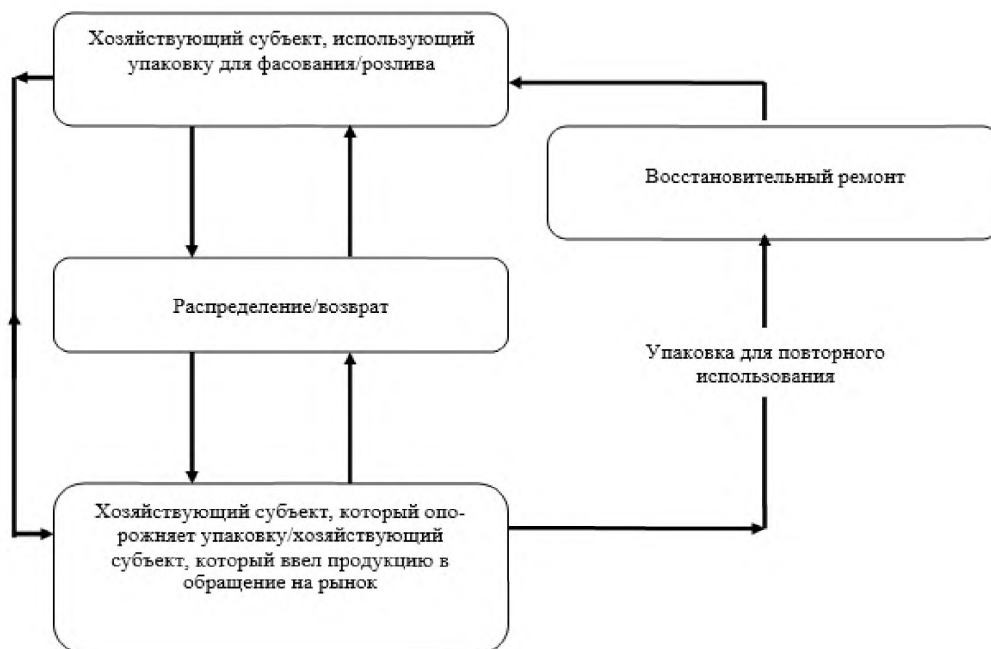 Хозяйствующий субъект, использующий
упаковку для фасования/розлива
Восстановительный ремонт
Распределение/возврат
Упаковка для повторного
использования
Хозяйствующий субъект, который опо-
рожняет упаковку/хозяйствующий
субъект, который ввел продукцию в
обращение на рынок